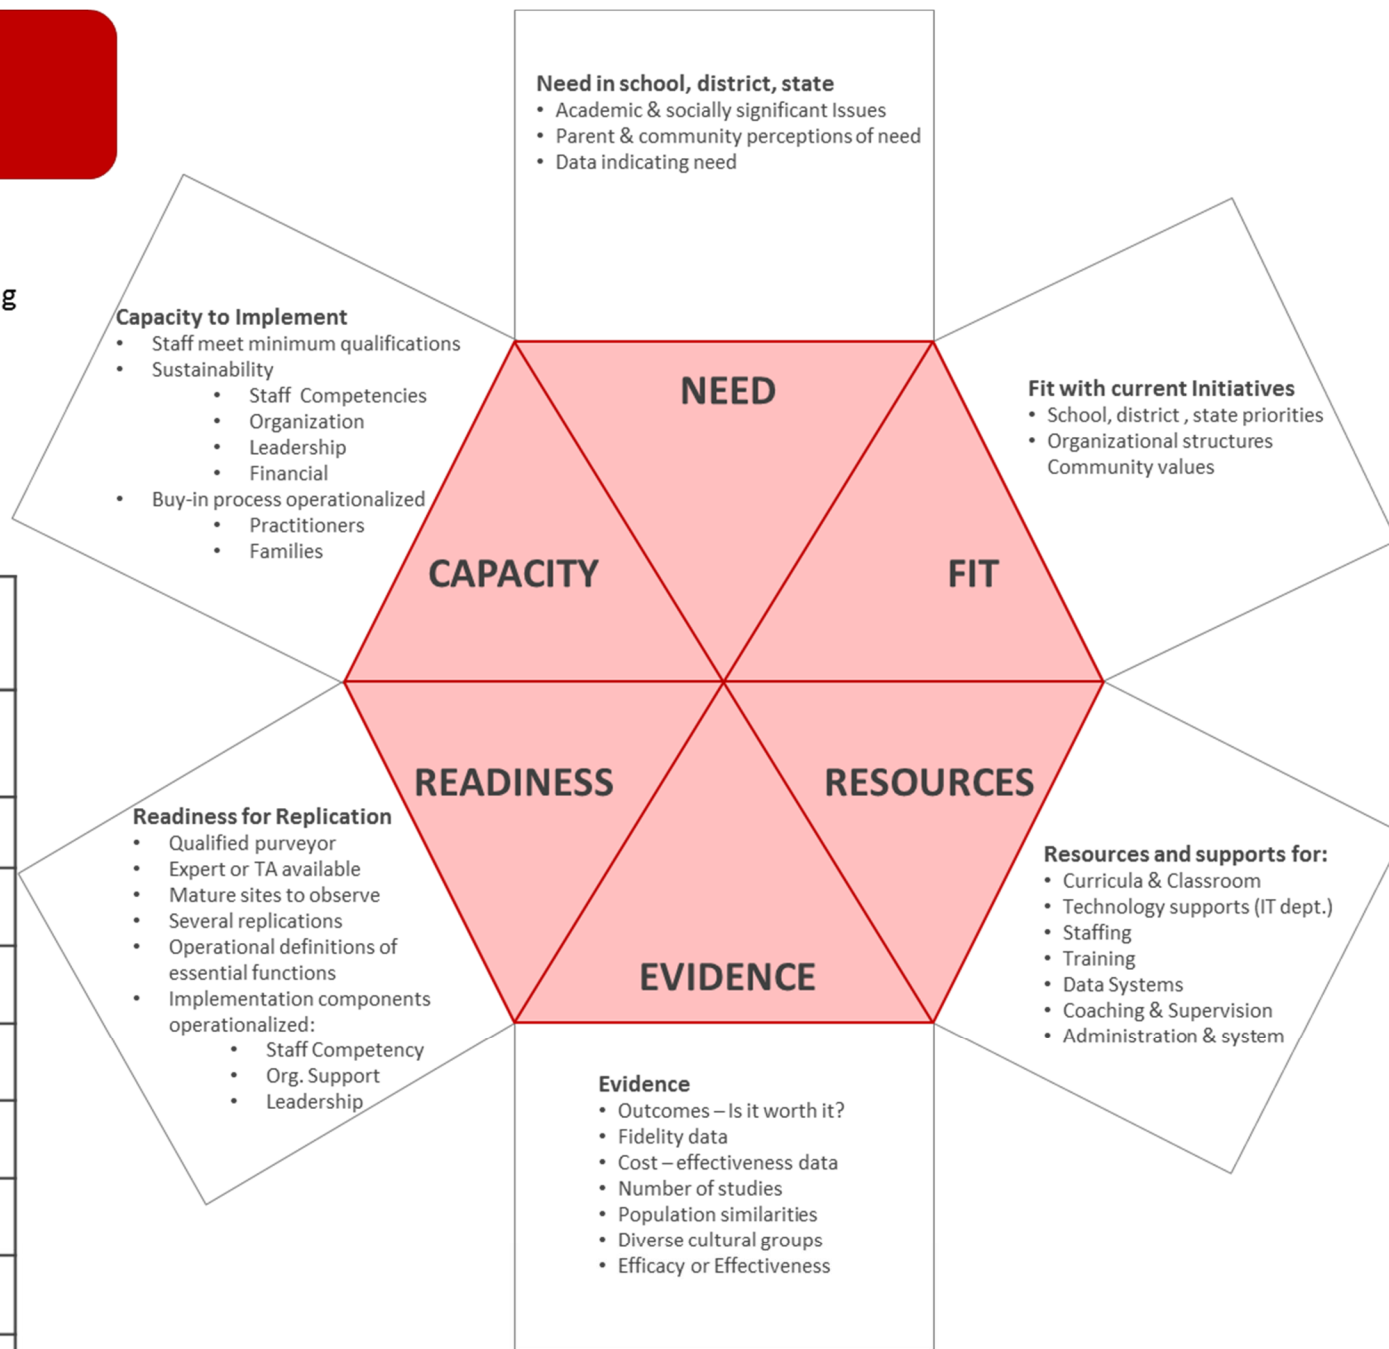 Need in school, district, state
• Academic & socially significant Issues
• Parent & community perceptions of need
• Data indicating need
g
Capacity to Implement
• Staff meet minimum qualifications
• Sustainability
• Staff Competencies
• Organization
• Leadership
• Financial
• Buy-in process operationalized
• Practitioners
• Families
NEED
Fit with current Initiatives
• School, district , state priorities
• Organizational structures
Community values
CAPACITY
FIT
READINESS
RESOURCES
Readiness for Replication
• Qualified purveyor
• Expert or TA available
• Mature sites to observe
• Several replications
• Operational definitions of
essential functions
• Implementation components
operationalized:
• Staff Competency
• Org. Support
• Leadership
Resources and supports for:
• Curricula & Classroom
• Technology supports (IT dept.)
• Staffing
• Training
• Data Systems
• Coaching & Supervision
• Administration & system
EVIDENCE
Evidence
• Outcomes – Is it worth it?
• Fidelity data
• Cost – effectiveness data
• Number of studies
• Population similarities
• Diverse cultural groups
• Efficacy or Effectiveness